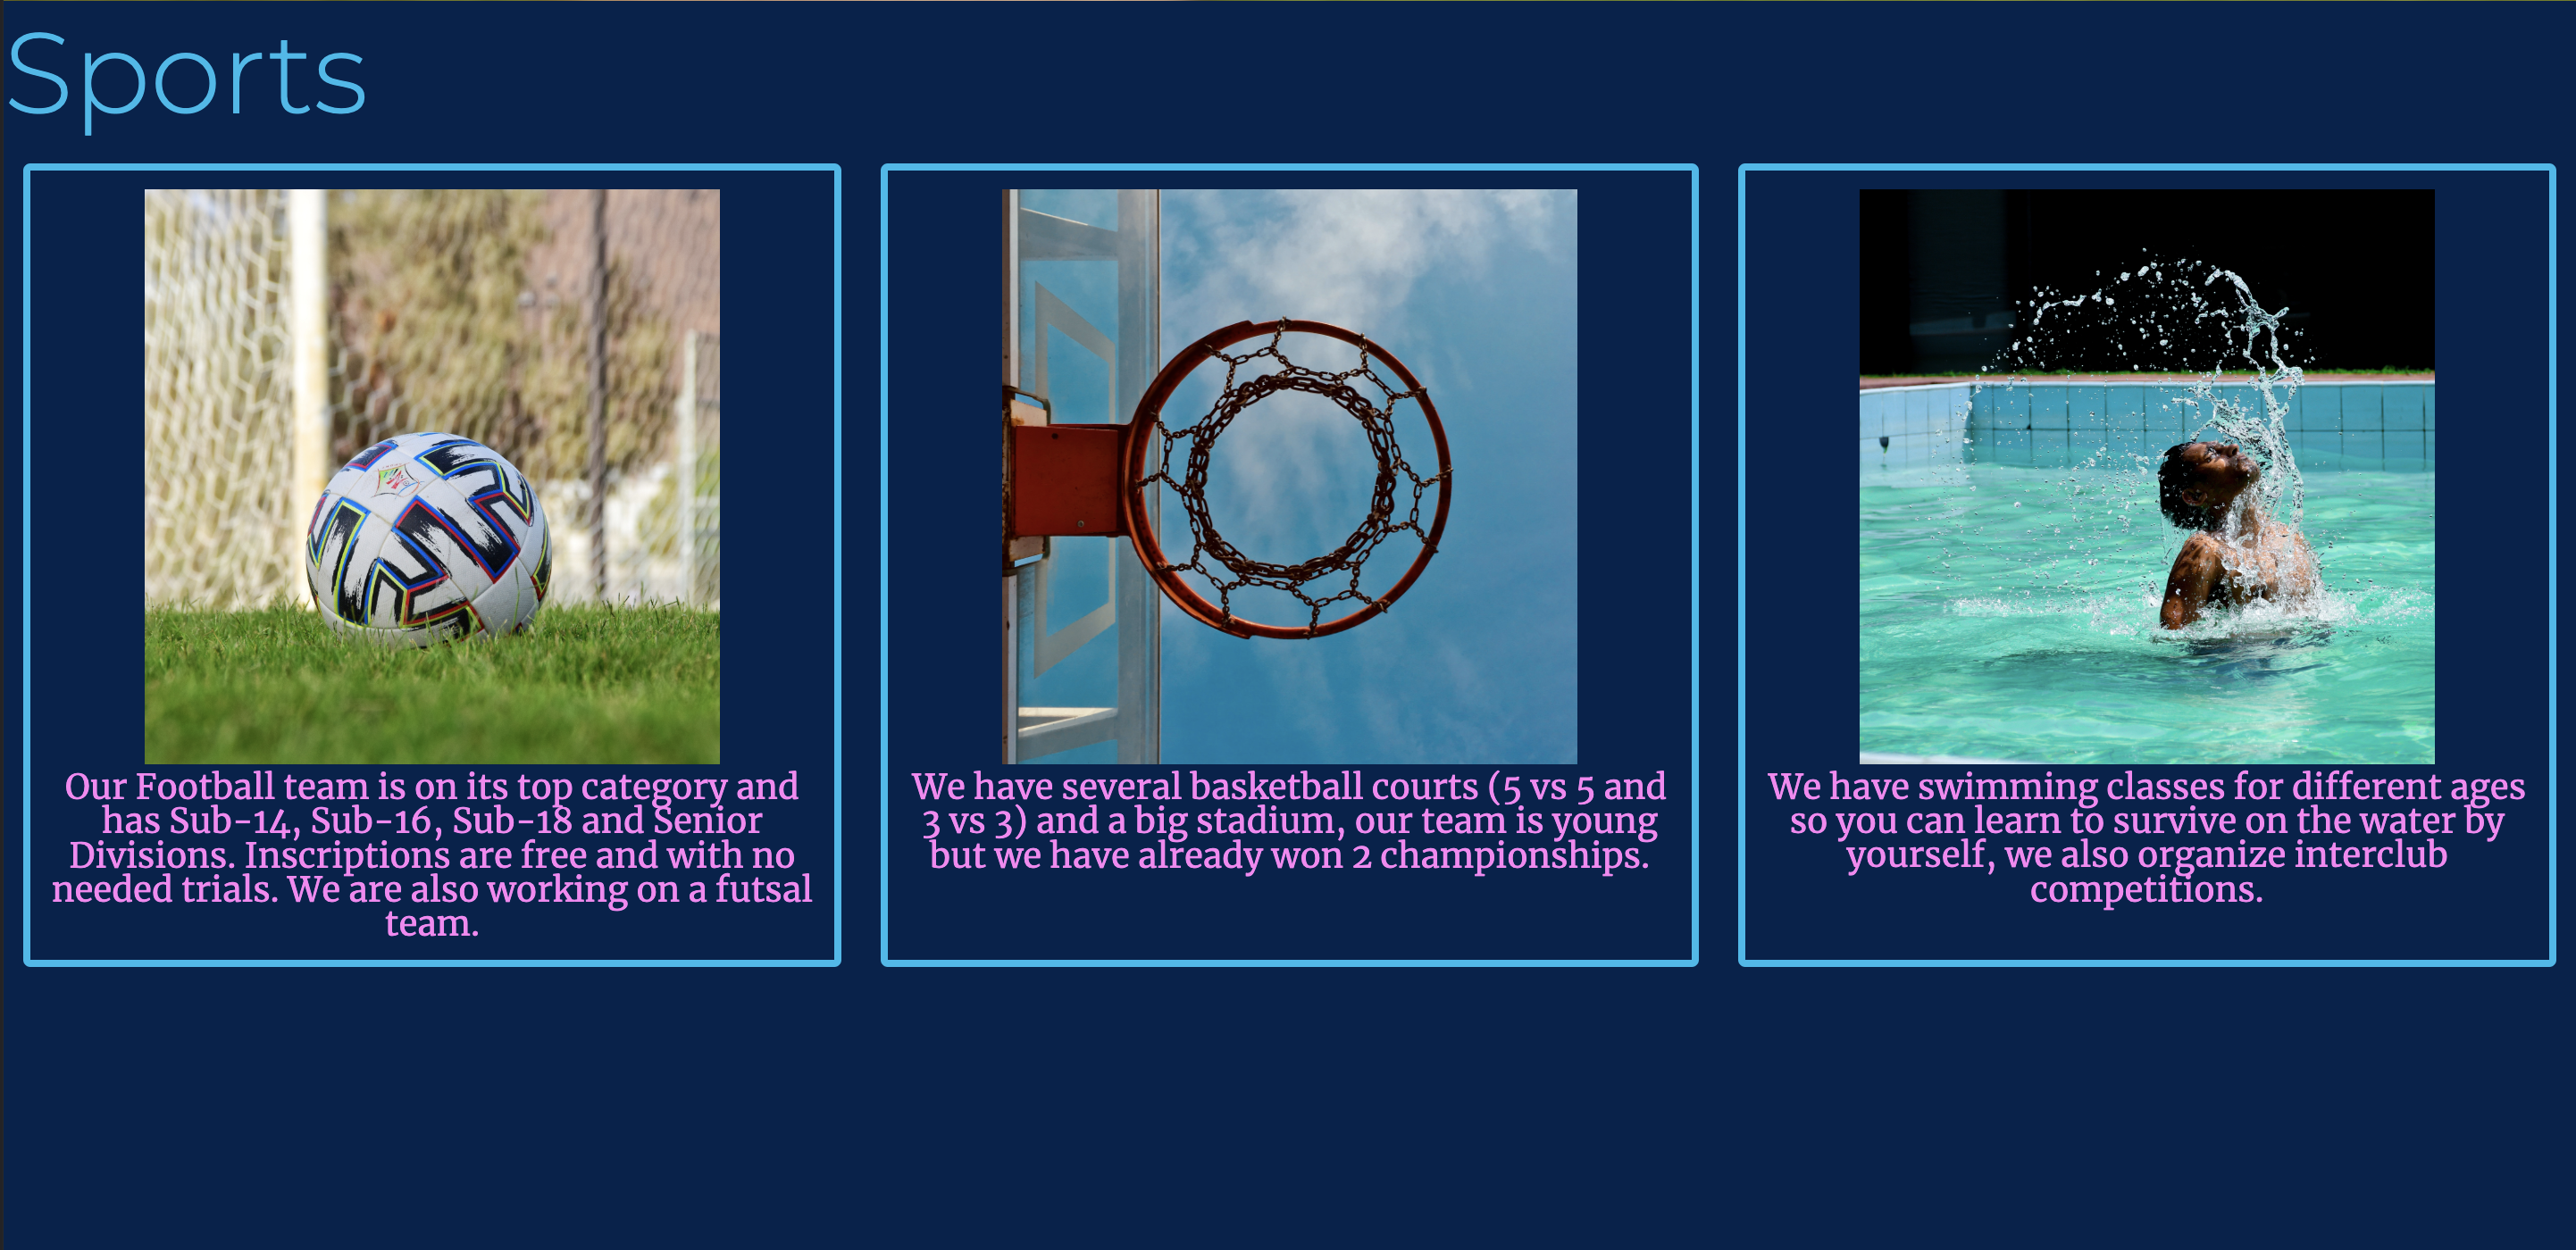 Sports
Our Football team is on its top category and
has Sub-14, Sub-16, Sub-18 and Senior
Divisions. Inscriptions are free and with no
needed trials. We are also working on a futsal
team.
We have several basketball courts (5 vs 5 and
3 vs 3) and a big stadium, our team is young
but we have already won 2 championships.
We have swimming classes for different ages
so you can learn to survive on the water by
yourself, we also organize interclub
competitions.